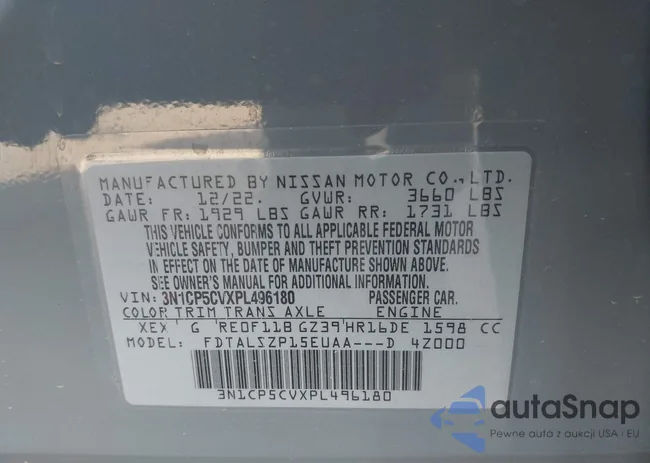 MANUFACTURED BY NISSAN MOTOR CO., LTD.
DATE: 12/22. GVWR: 3660 LBS
GAWR FR: 1929 LBS GAWR RR: 1731 LBS
THIS VEHICLE CONFORMS TO ALL APPLICABLE FEDERAL MOTOR
VEHICLE SAFETY, BUMPER AND THEFT PREVENTION STANDARDS
IN EFFECT ON THE DATE OF MANUFACTURE SHOWN ABOVE.
SEE OWNER'S MANUAL FOR ADDITIONAL INFORMATION.
VIN: 3N1CP5CVXPL496180 PASSENGER CAR.
COLOR TRIM TRANS AXLE ENGINE
XEX G RE0F11B GZ39 HR16DE 1598 CC
FDTALSZP15EUAA---D 4Z000
3N1CP5CVXPL496180
autaSnap
Pewne auto z aukcji USA i EU